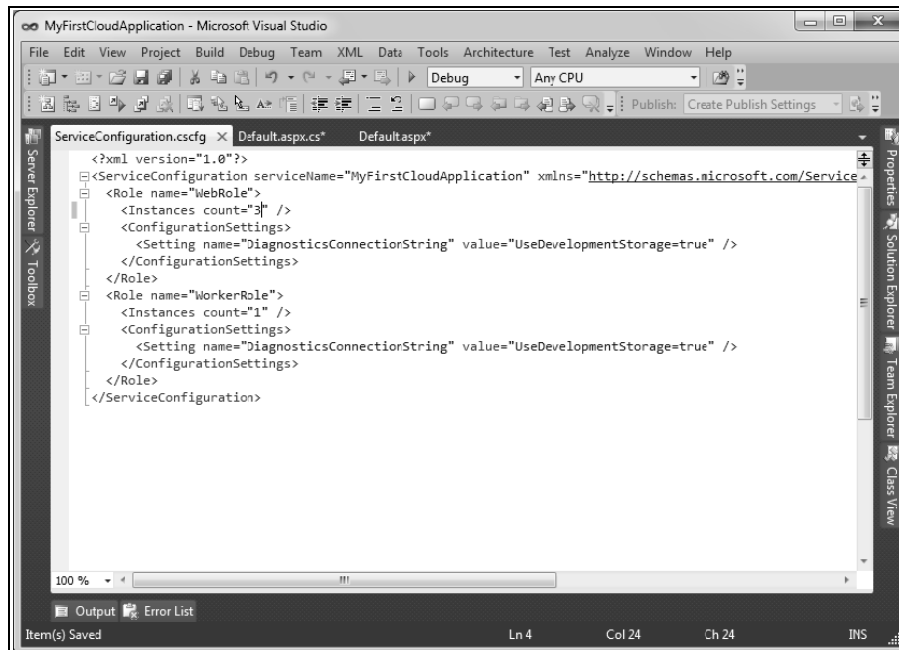 MyFirstCloudApplication - Microsoft Visual Studio
File Edit View Project Build Debug Team XML Data Tools Architecture Test Analyze Window Help
Debug Any CPU
Publish: Create Publish Settings
ServiceConfiguration.cscfg Default.aspx.cs* Default.aspx*
Server Explorer
Toolbox
<?xml version="1.0"?>
<ServiceConfiguration serviceName="MyFirstCloudApplication" xmlns="http://schemas.microsoft.com/Service
<Role name="WebRole">
<Instances count="3" />
<ConfigurationSettings>
<Setting name="DiagnosticsConnectionString" value="UseDevelopmentStorage=true" />
</ConfigurationSettings>
</Role>
<Role name="WorkerRole">
<Instances count="1" />
<ConfigurationSettings>
<Setting name="DiagnosticsConnectionString" value="UseDevelopmentStorage=true" />
</ConfigurationSettings>
</Role>
</ServiceConfiguration>
Properties
Solution Explorer
Team Explorer
Class View
100 %
Output Error List
Item(s) Saved Ln 4 Col 24 Ch 24 INS